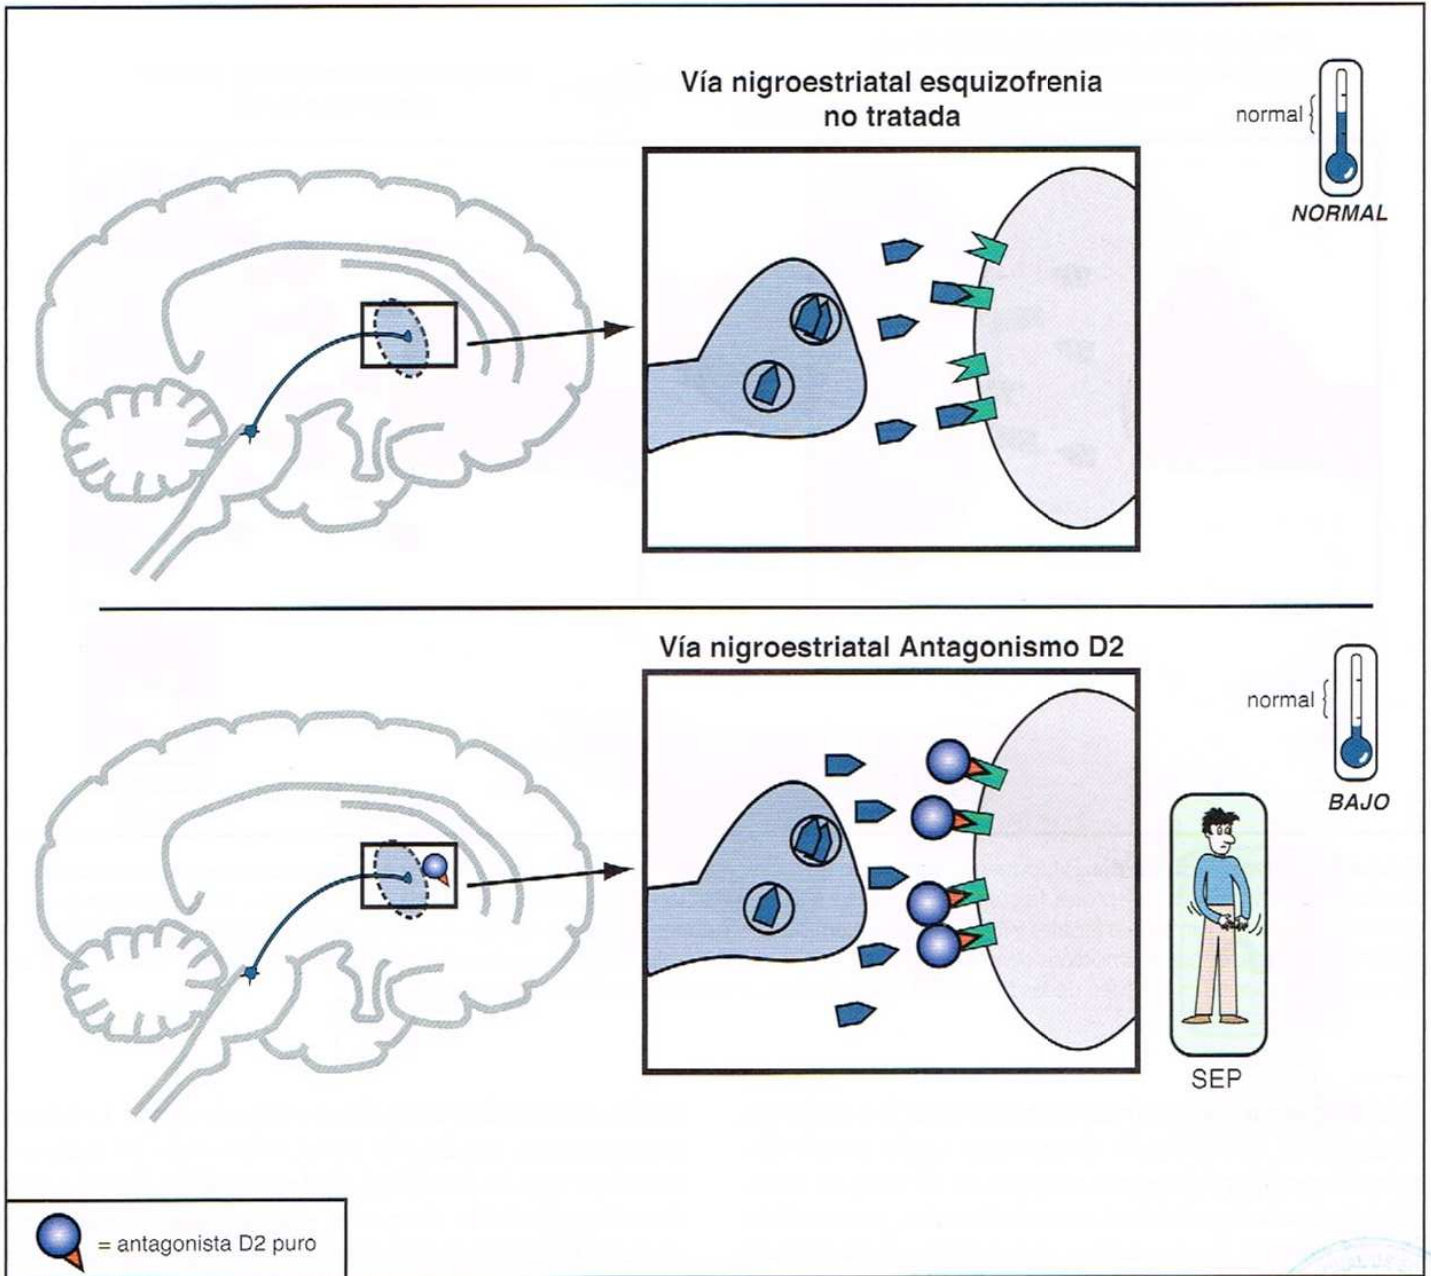 Vía nigroestriatal esquizofrenia
no tratada
normal
NORMAL
Vía nigroestriatal Antagonismo D2
normal
BAJO
SEP
= antagonista D2 puro